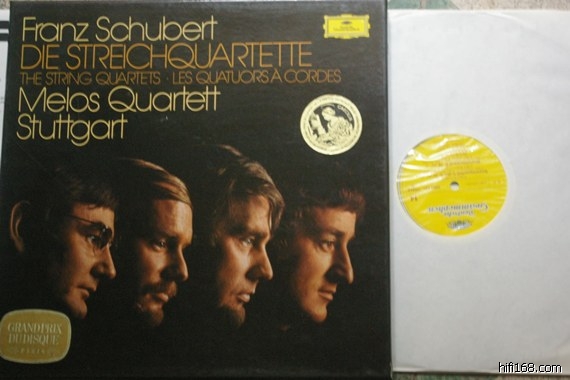 Franz Schubert
DIE STREICHQUARTETTE
THE STRING QUARTETS · LES QUATUORS À CORDES
Melos Quartett
Stuttgart
GRAND PRIX
DU DISQUE
hifi168.com